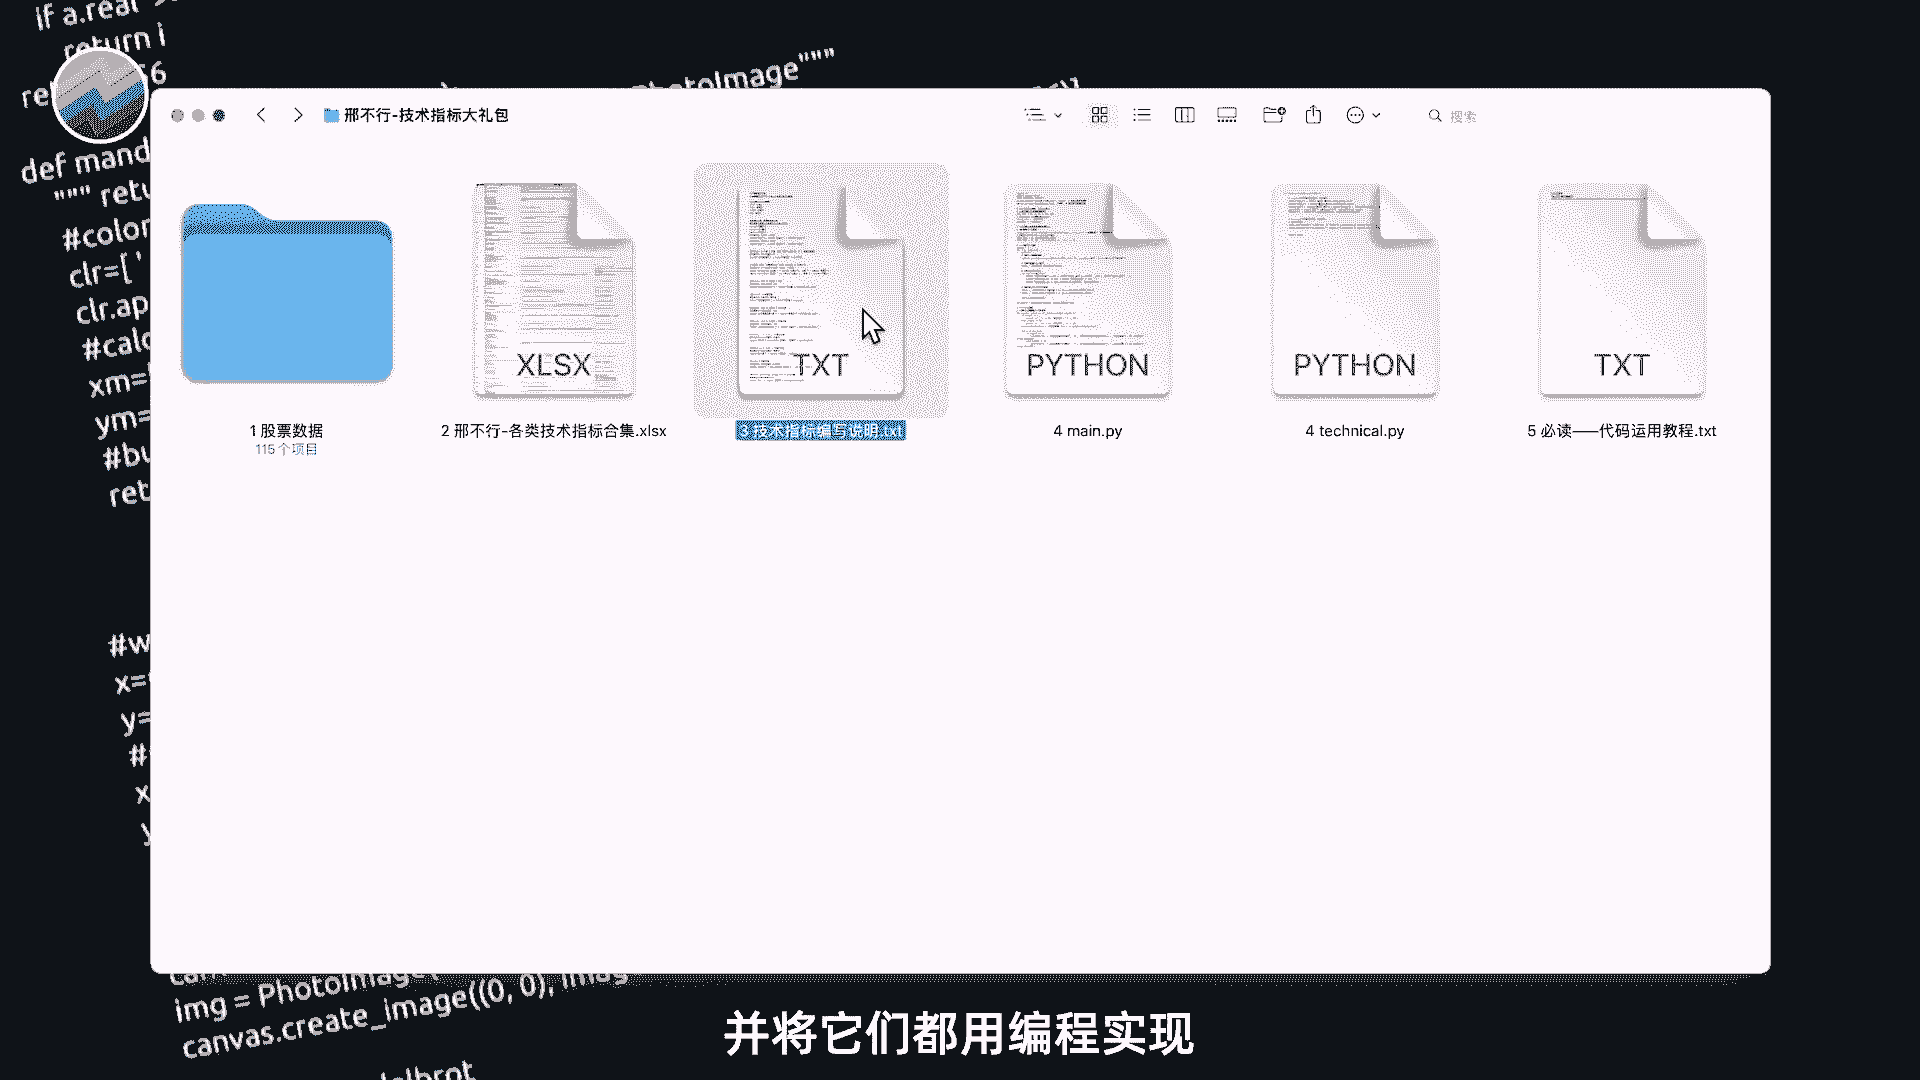 if a.real
return i
ret
66
PhotoImage"""
def mand
""" retu
#color
clr=[ '
clr.ap
#calc
xm=
ym=
#bu
ret
#w
x=
y=
#
x
y
邢不行-技术指标大礼包
搜索
XLSX
TXT
PYTHON
PYTHON
TXT
1 股票数据
115 个项目
2 邢不行-各类技术指标合集.xlsx
3 技术指标编写说明.txt
4 main.py
4 technical.py
5 必读——代码运用教程.txt
img = PhotoImage(
canvas.create_image((0, 0), imag
并将它们都用编程实现